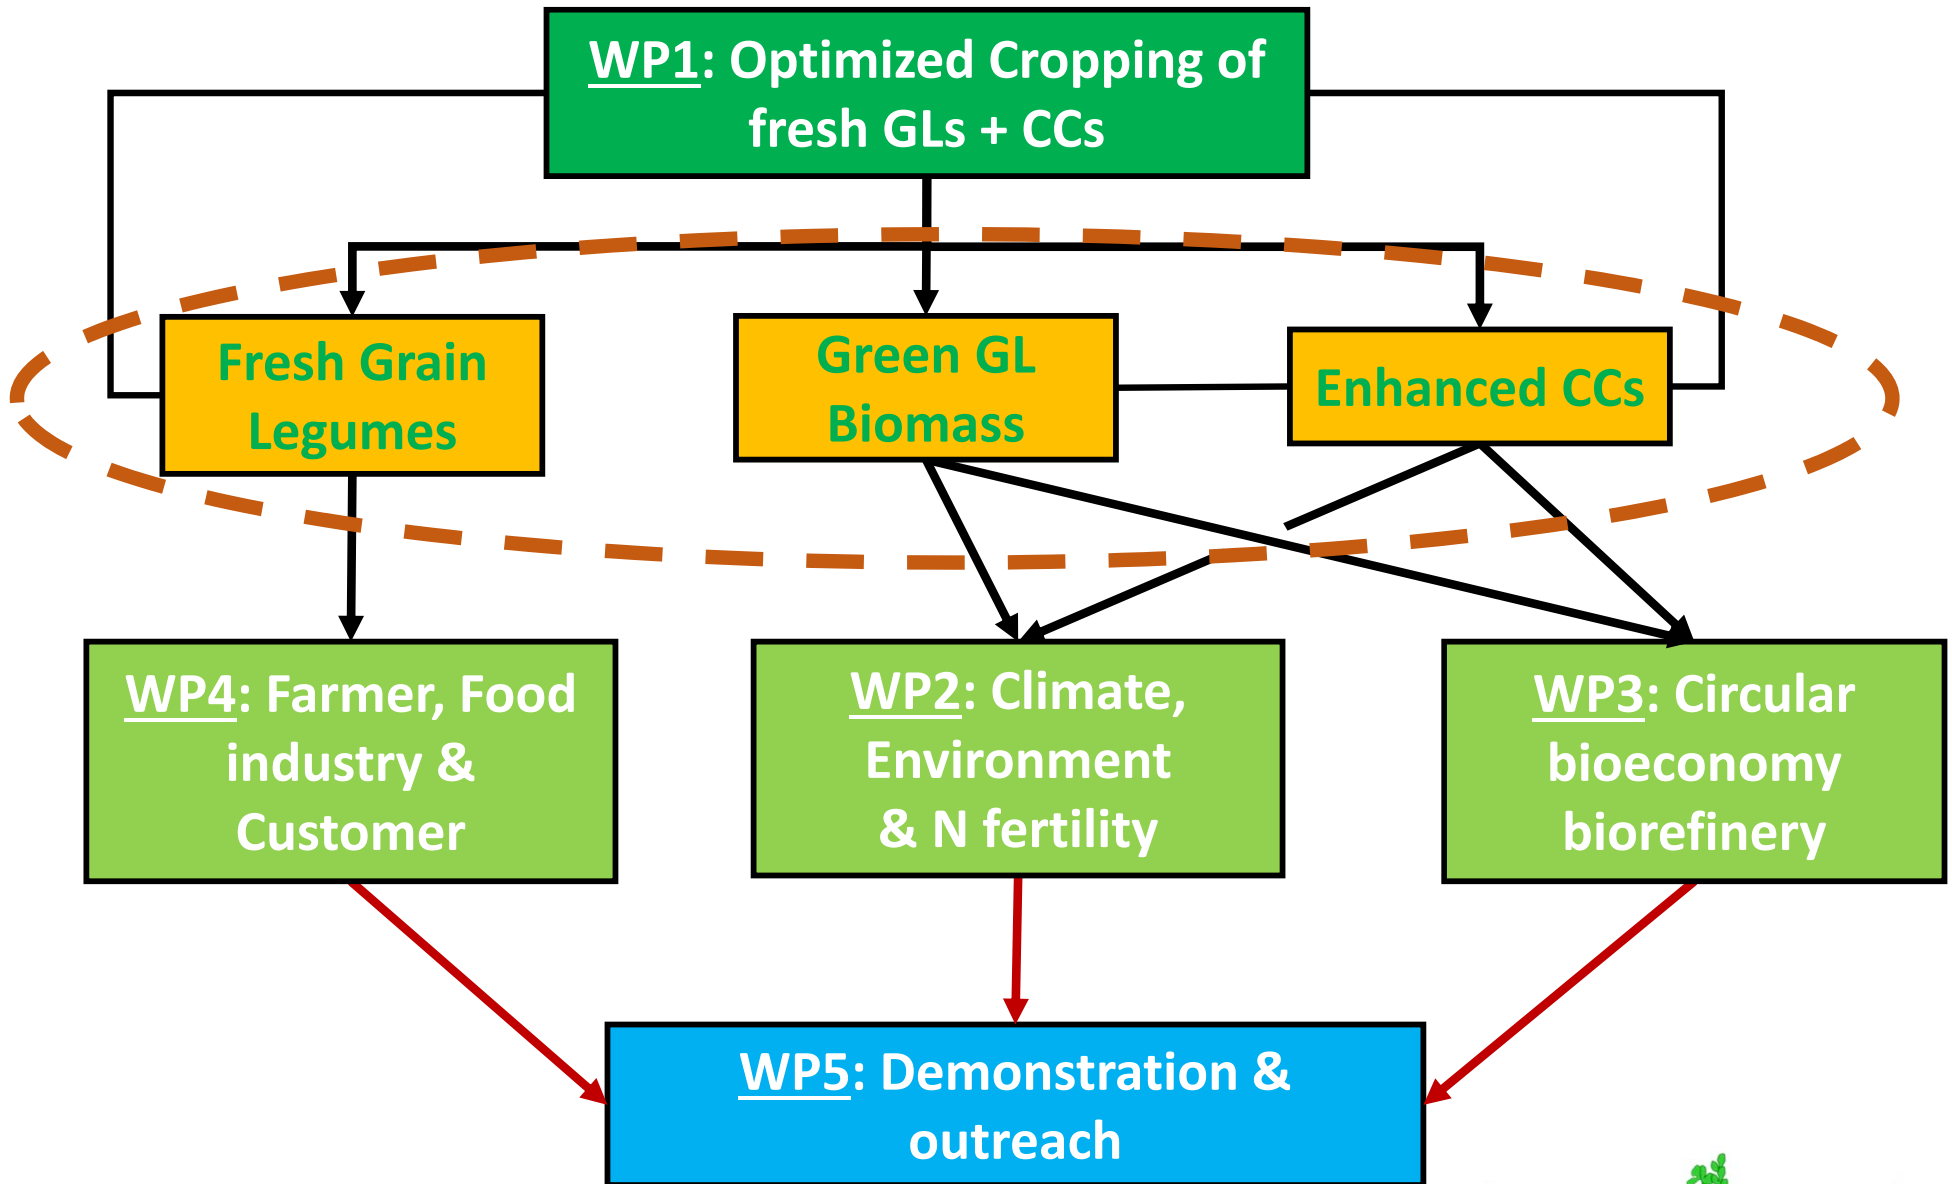 WP1: Optimized Cropping of
fresh GLs + CCs
Fresh Grain
Legumes
Green GL
Biomass
Enhanced CCs
WP4: Farmer, Food
industry &
Customer
WP2: Climate,
Environment
& N fertility
WP3: Circular
bioeconomy
biorefinery
WP5: Demonstration &
outreach